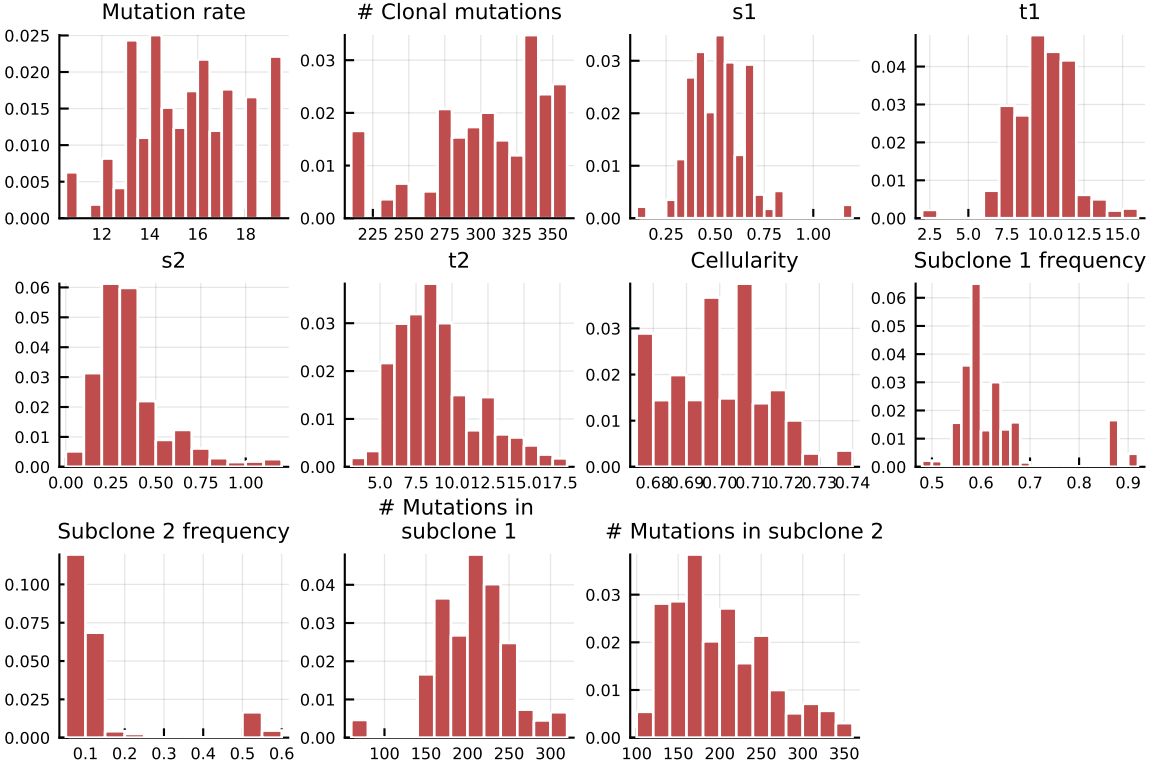 Mutation rate
# Clonal mutations
s1
t1
0.025
0.020
0.015
0.010
0.005
0.000
12 14 16 18
0.03
0.02
0.01
0.00
225 250 275 300 325 350
0.03
0.02
0.01
0.00
0.25 0.50 0.75 1.00
0.04
0.03
0.02
0.01
0.00
2.5 5.0 7.5 10.0 12.5 15.0
s2
t2
Cellularity
Subclone 1 frequency
0.06
0.05
0.04
0.03
0.02
0.01
0.00
0.00 0.25 0.50 0.75 1.00
0.03
0.02
0.01
0.00
5.0 7.5 10.0 12.5 15.0 17.5
0.03
0.02
0.01
0.00
0.68 0.69 0.70 0.71 0.72 0.73 0.74
0.06
0.05
0.04
0.03
0.02
0.01
0.00
0.5 0.6 0.7 0.8 0.9
Subclone 2 frequency
# Mutations in
subclone 1
# Mutations in subclone 2
0.100
0.075
0.050
0.025
0.000
0.1 0.2 0.3 0.4 0.5 0.6
0.04
0.03
0.02
0.01
0.00
100 150 200 250 300
0.03
0.02
0.01
0.00
100 150 200 250 300 350